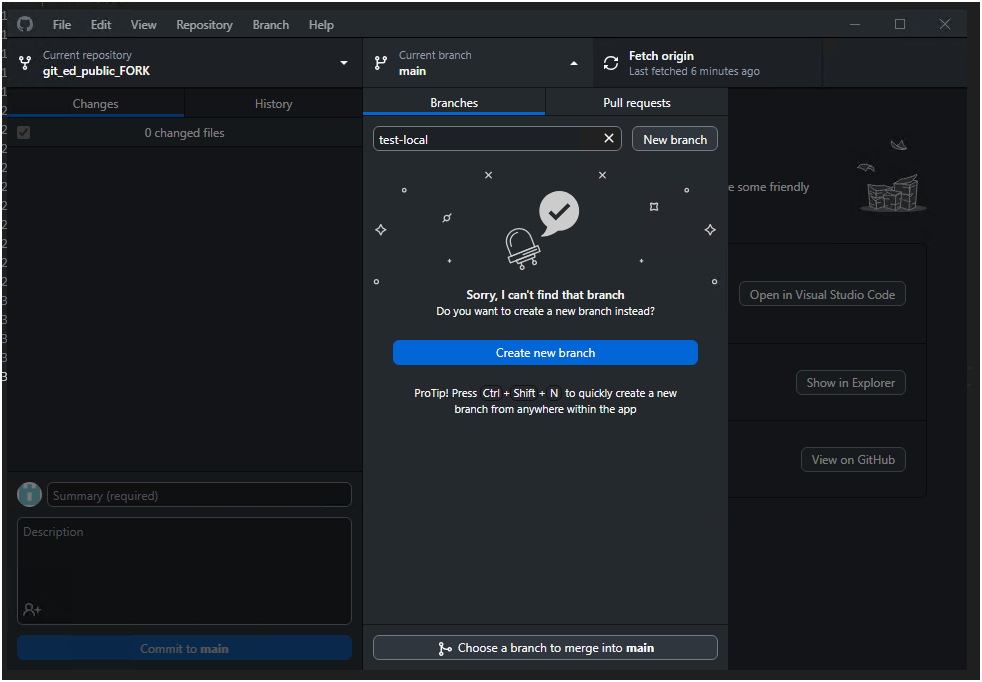 File Edit View Repository Branch Help
Current repository
git_ed_public_FORK
Current branch
main
Fetch origin
Last fetched 6 minutes ago
Changes
History
Branches
Pull requests
0 changed files
test-local
New branch
e some friendly
Sorry, I can't find that branch
Do you want to create a new branch instead?
Create new branch
ProTip! Press Ctrl + Shift + N to quickly create a new
branch from anywhere within the app
Open in Visual Studio Code
Show in Explorer
View on GitHub
Summary (required)
Description
Commit to main
Choose a branch to merge into main